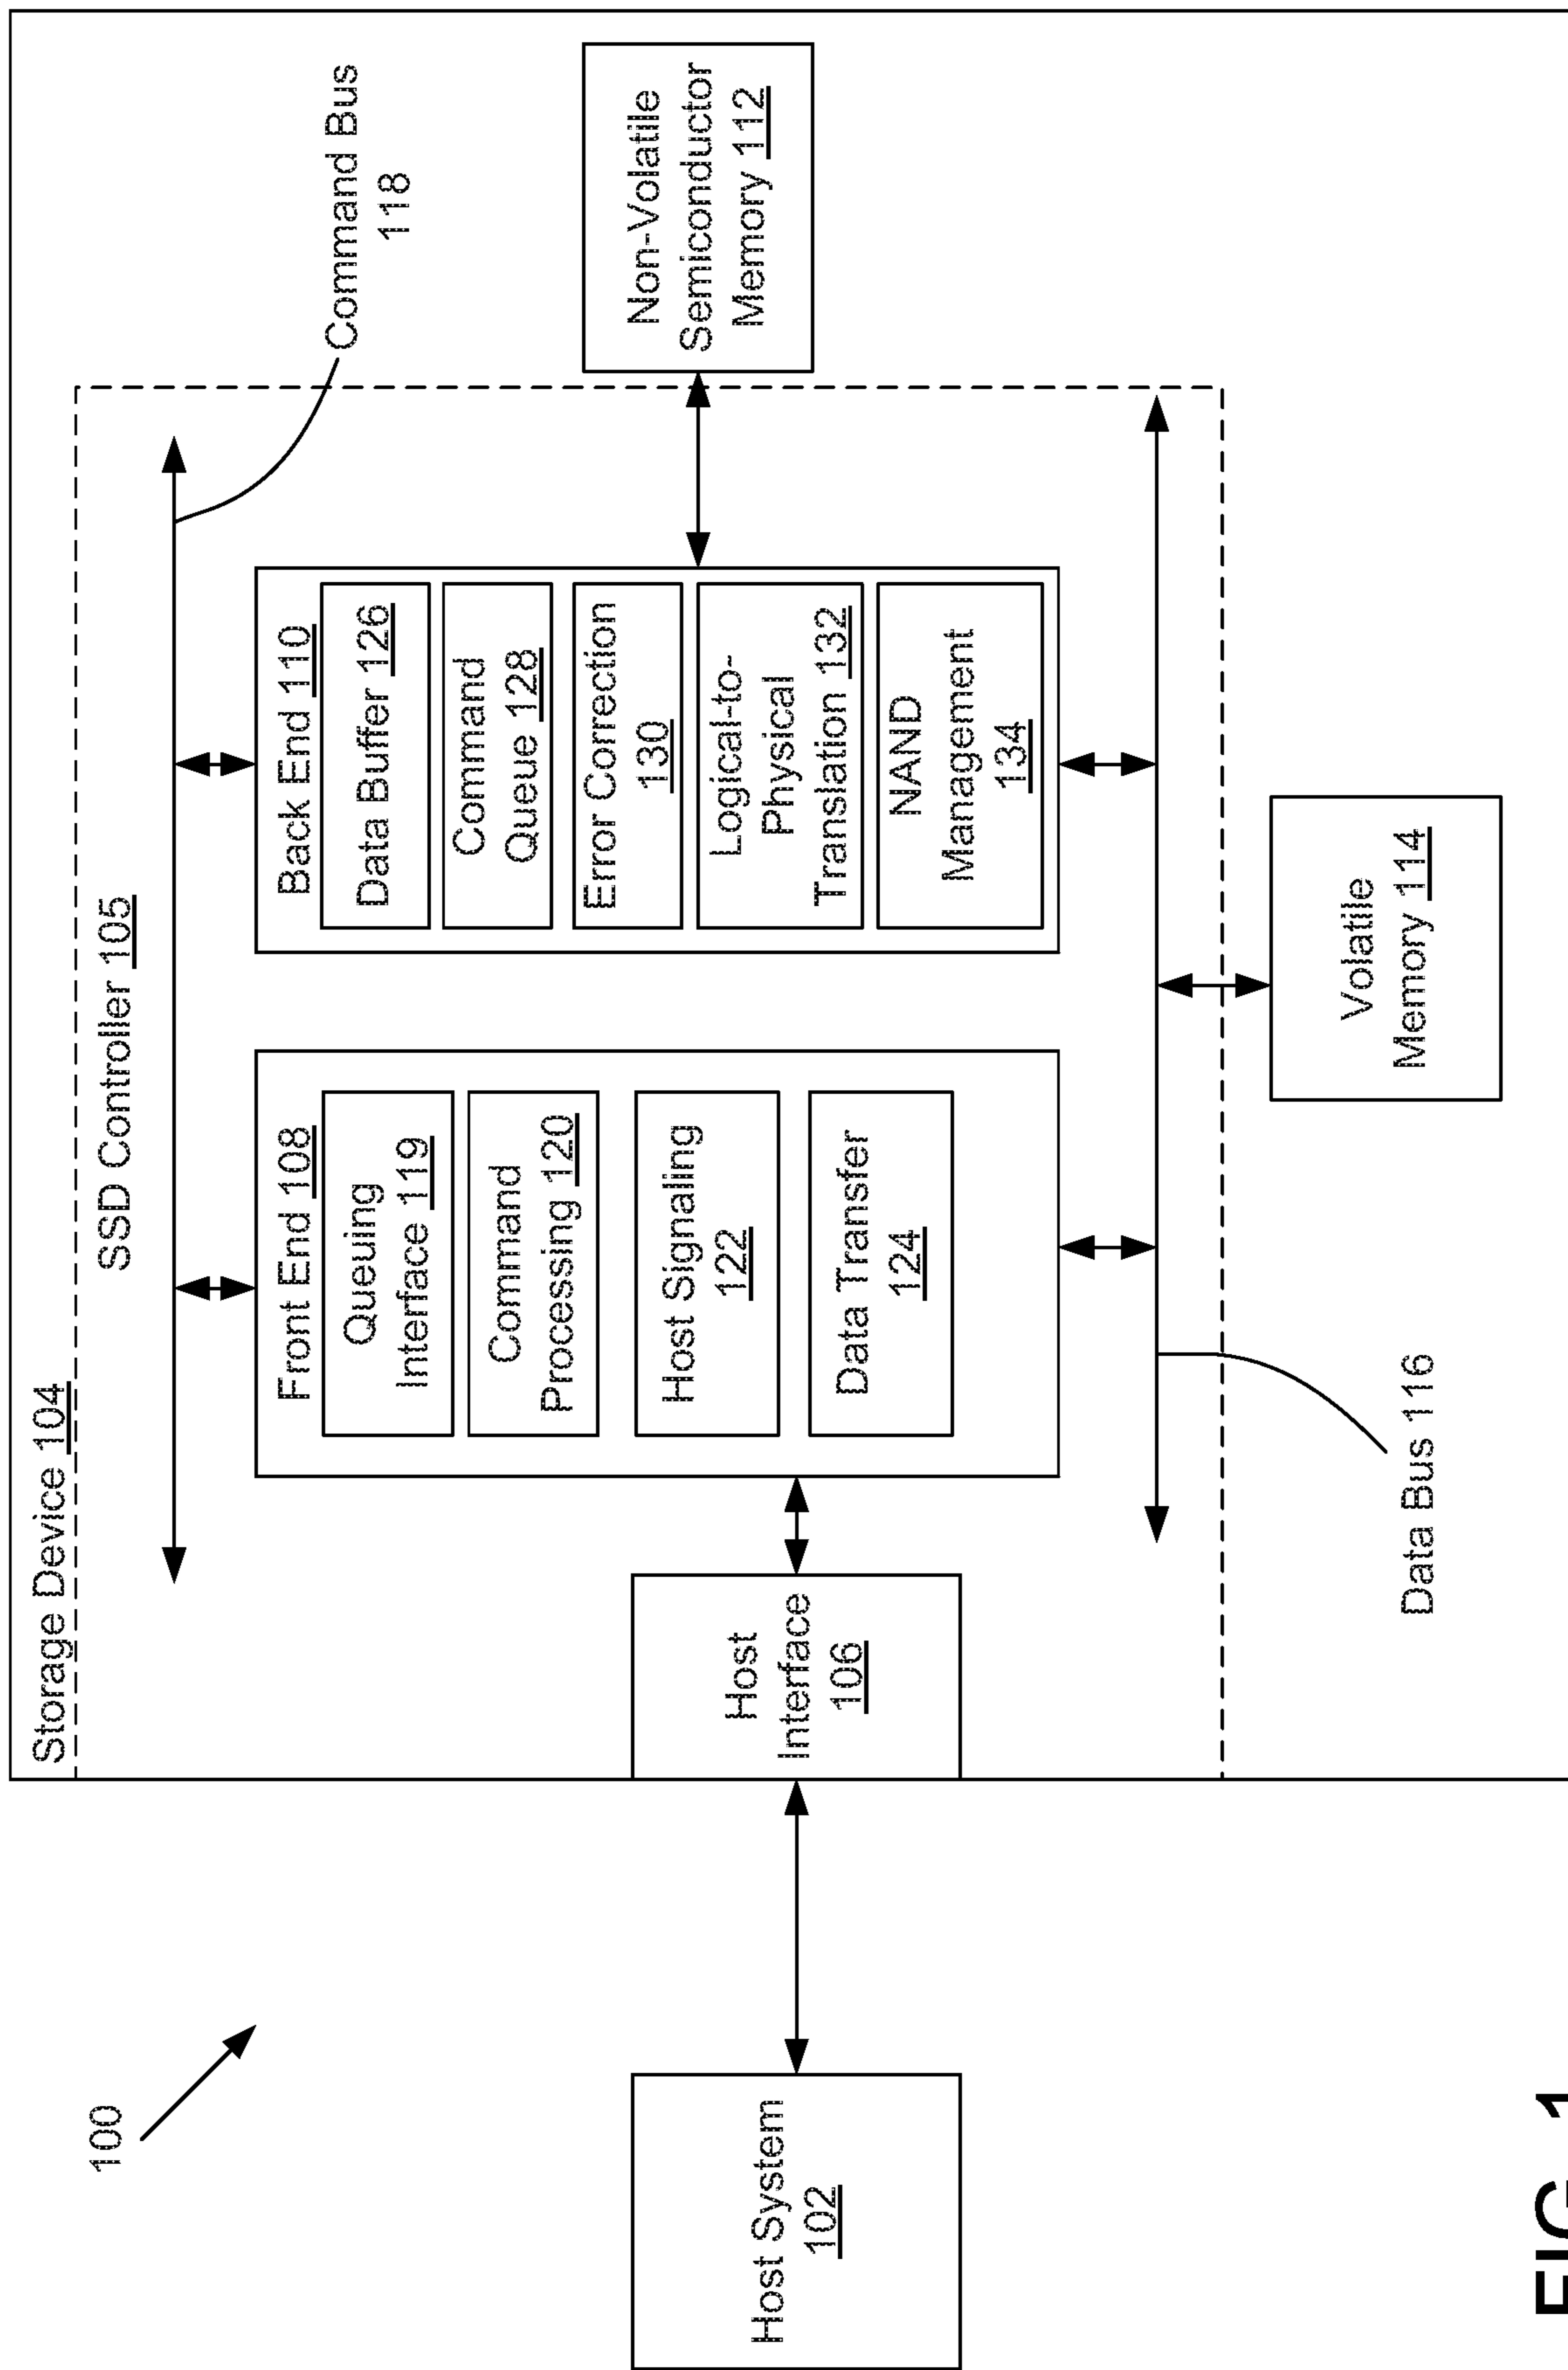 100
Storage Device 104
SSD Controller 105
Command Bus
118
Host System
102
Host
Interface
106
Front End 108
Queuing
Interface 119
Command
Processing 120
Host Signaling
122
Data Transfer
124
Back End 110
Data Buffer 126
Command
Queue 128
Error Correction
130
Logical-to-
Physical
Translation 132
NAND
Management
134
Non-Volatile
Semiconductor
Memory 112
Volatile
Memory 114
Data Bus 116
FIG. 1